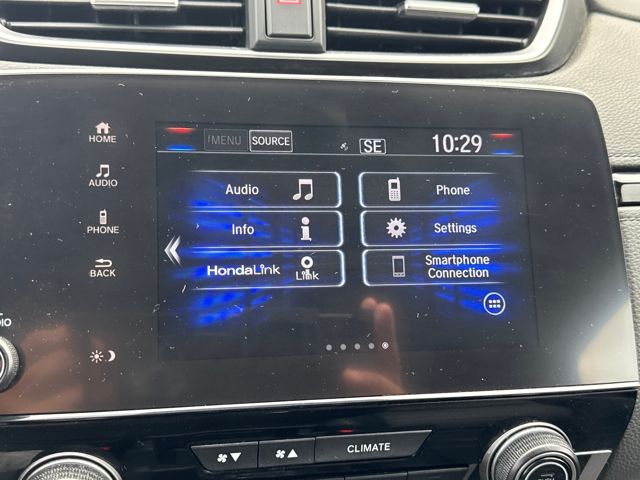 HOME
AUDIO
PHONE
BACK
MENU SOURCE
SE 10:29
Audio
Phone
Info
Settings
HondaLink
Link
Smartphone
Connection
CLIMATE